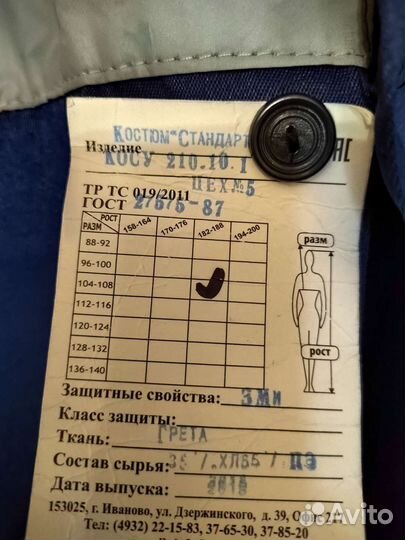 Костюм "Стандарт
Изделие КОСУ 210.10.1
ЦЕХ №5
ТР ТС 019/2011
ГОСТ 27575-87
РОСТ
РАЗМ
158-164
170-176
182-188
194-200
88-92
96-100
104-108
112-116
120-124
128-132
136-140
разм
рост
Защитные свойства: ЗМи
Класс защиты:
Ткань: ГРЕТА
Состав сырья: ХЛ65 / ПЭ
Дата выпуска:
153025, г. Иваново, ул. Дзержинского, д. 39, Офис
Тел: (4932) 22-15-83, 37-65-30, 37-85-20
Avito